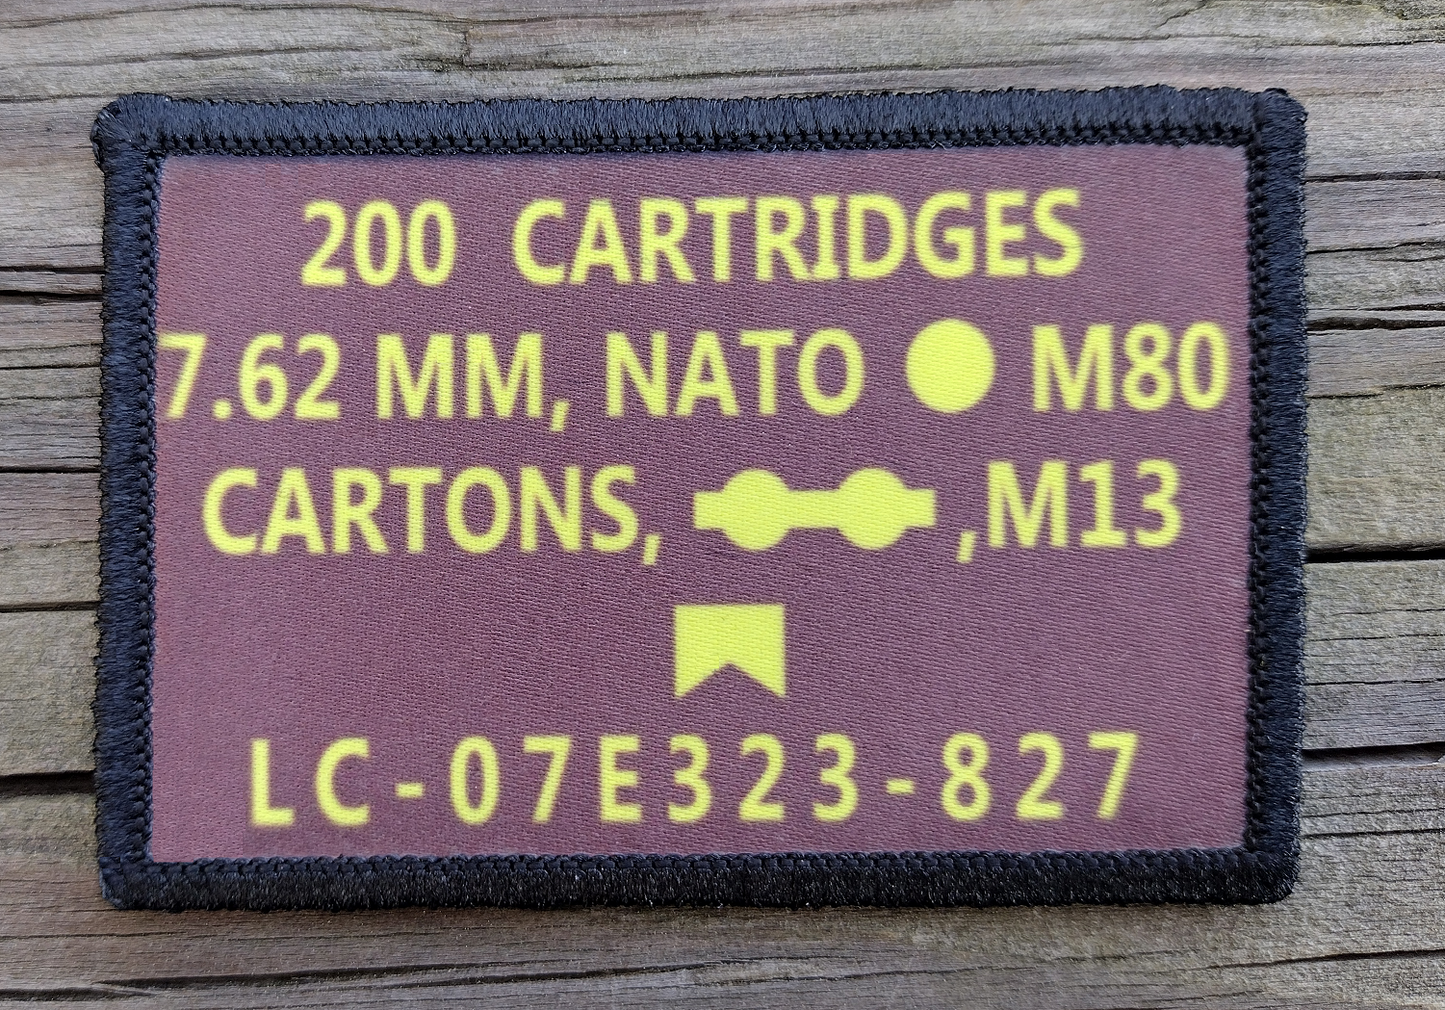 200 CARTRIDGES
7.62 MM, NATO M80
CARTONS, ,M13
LC-07E323-827